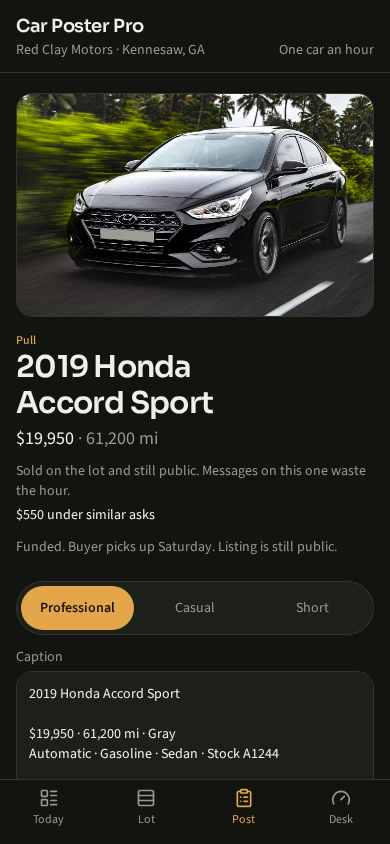 Car Poster Pro
Red Clay Motors · Kennesaw, GA
One car an hour
Pull
2019 Honda
Accord Sport
$19,950 · 61,200 mi
Sold on the lot and still public. Messages on this one waste
the hour.
$550 under similar asks
Funded. Buyer picks up Saturday. Listing is still public.
Professional
Casual
Short
Caption
2019 Honda Accord Sport
$19,950 · 61,200 mi · Gray
Automatic · Gasoline · Sedan · Stock A1244
Today
Lot
Post
Desk